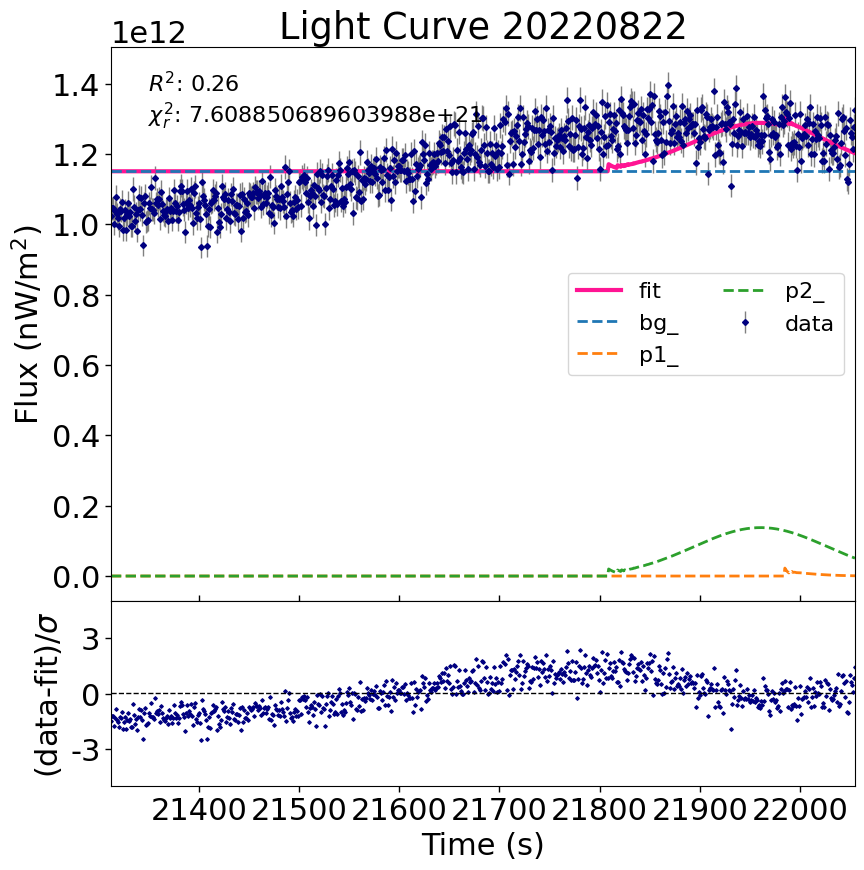 Light Curve 20220822
1e12
R²: 0.26
χ²ᵣ: 7.608850689603988e+21
1.4
1.2
1.0
0.8
0.6
0.4
0.2
0.0
Flux (nW/m²)
fit
bg_
p1_
p2_
data
3
0
-3
(data-fit)/σ
21400 21500 21600 21700 21800 21900 22000
Time (s)